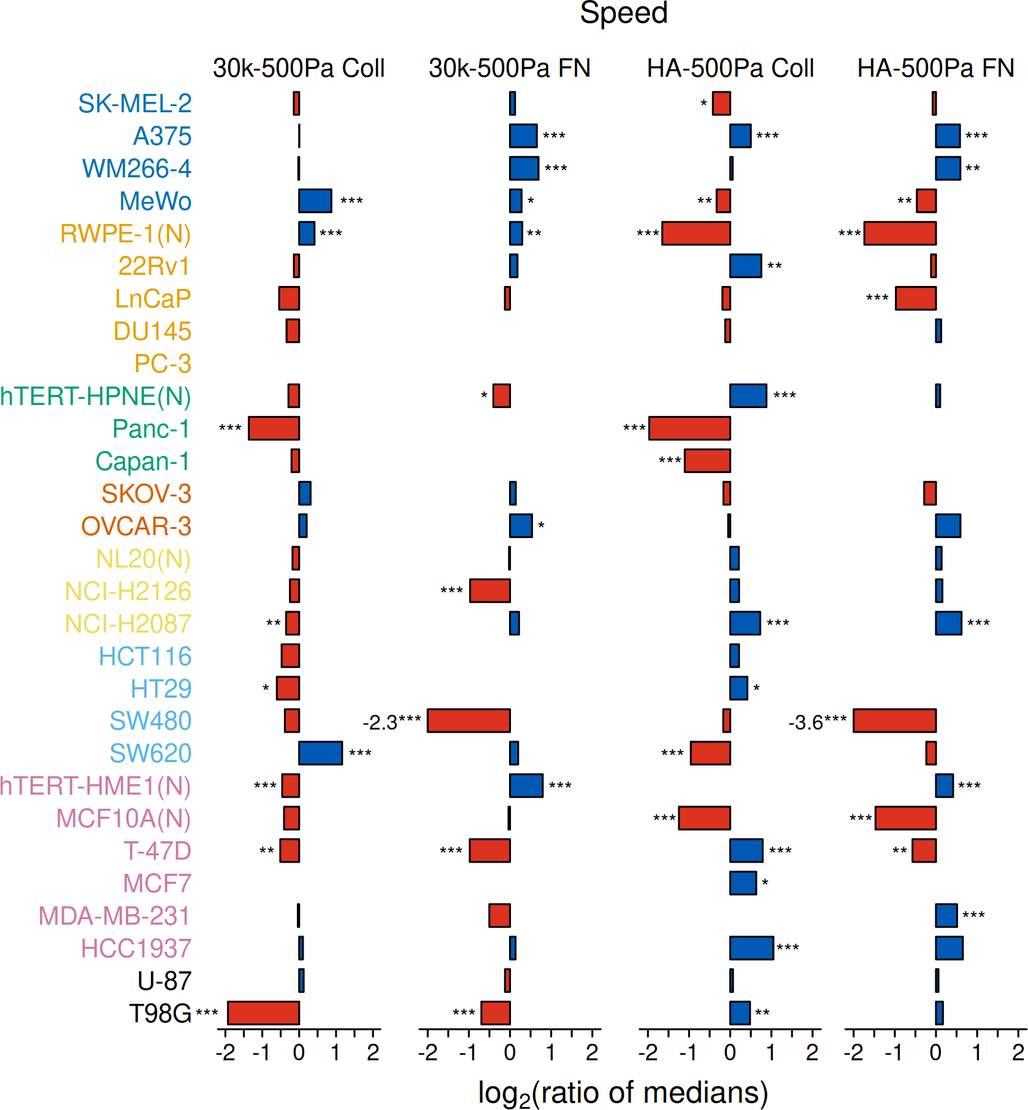 Speed
30k-500Pa Coll 30k-500Pa FN HA-500Pa Coll HA-500Pa FN
SK-MEL-2 *
A375 *** *** ***
WM266-4 *** **
MeWo *** * ** **
RWPE-1(N) *** ** *** ***
22Rv1 **
LnCaP ***
DU145
PC-3
hTERT-HPNE(N) * ***
Panc-1 *** ***
Capan-1 ***
SKOV-3
OVCAR-3 *
NL20(N)
NCI-H2126 ***
NCI-H2087 ** *** ***
HCT116
HT29 * *
SW480 -2.3*** -3.6***
SW620 *** ***
hTERT-HME1(N) *** *** ***
MCF10A(N) *** ***
T-47D ** *** *** **
MCF7 *
MDA-MB-231 ***
HCC1937 ***
U-87
T98G *** *** **
-2 -1 0 1 2 -2 -1 0 1 2 -2 -1 0 1 2 -2 -1 0 1 2
log₂(ratio of medians)